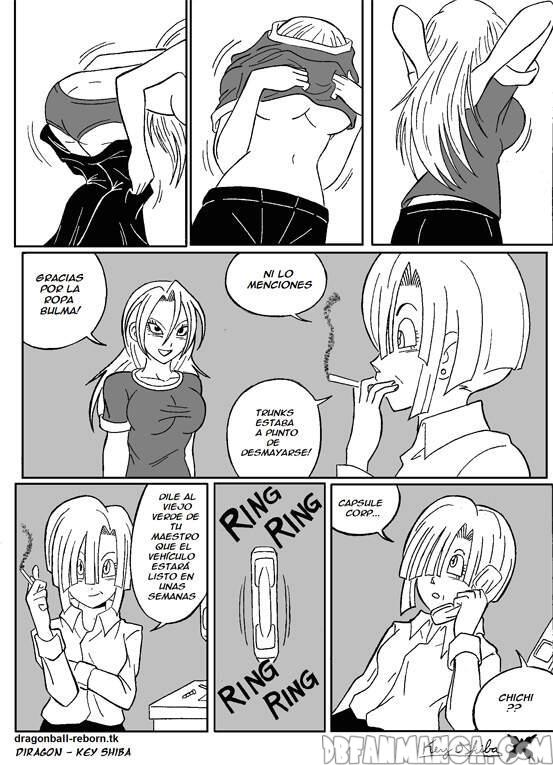 GRACIAS
POR LA
ROPA
BULMA!
NI LO
MENCIONES
TRUNKS
ESTABA
A PUNTO
DE
DESMAYARSE!
DILE AL
VIEJO
VERDE DE
TU
MAESTRO
QUE EL
VEHÍCULO
ESTARÁ
LISTO EN
UNAS
SEMANAS
RING
RING
RING
RING
CAPSULE
CORP...
CHICHI
??
dragonball-reborn.tk
DIRAGON - KEY SHIBA
Key Shiba
DBFANMANGA.COM